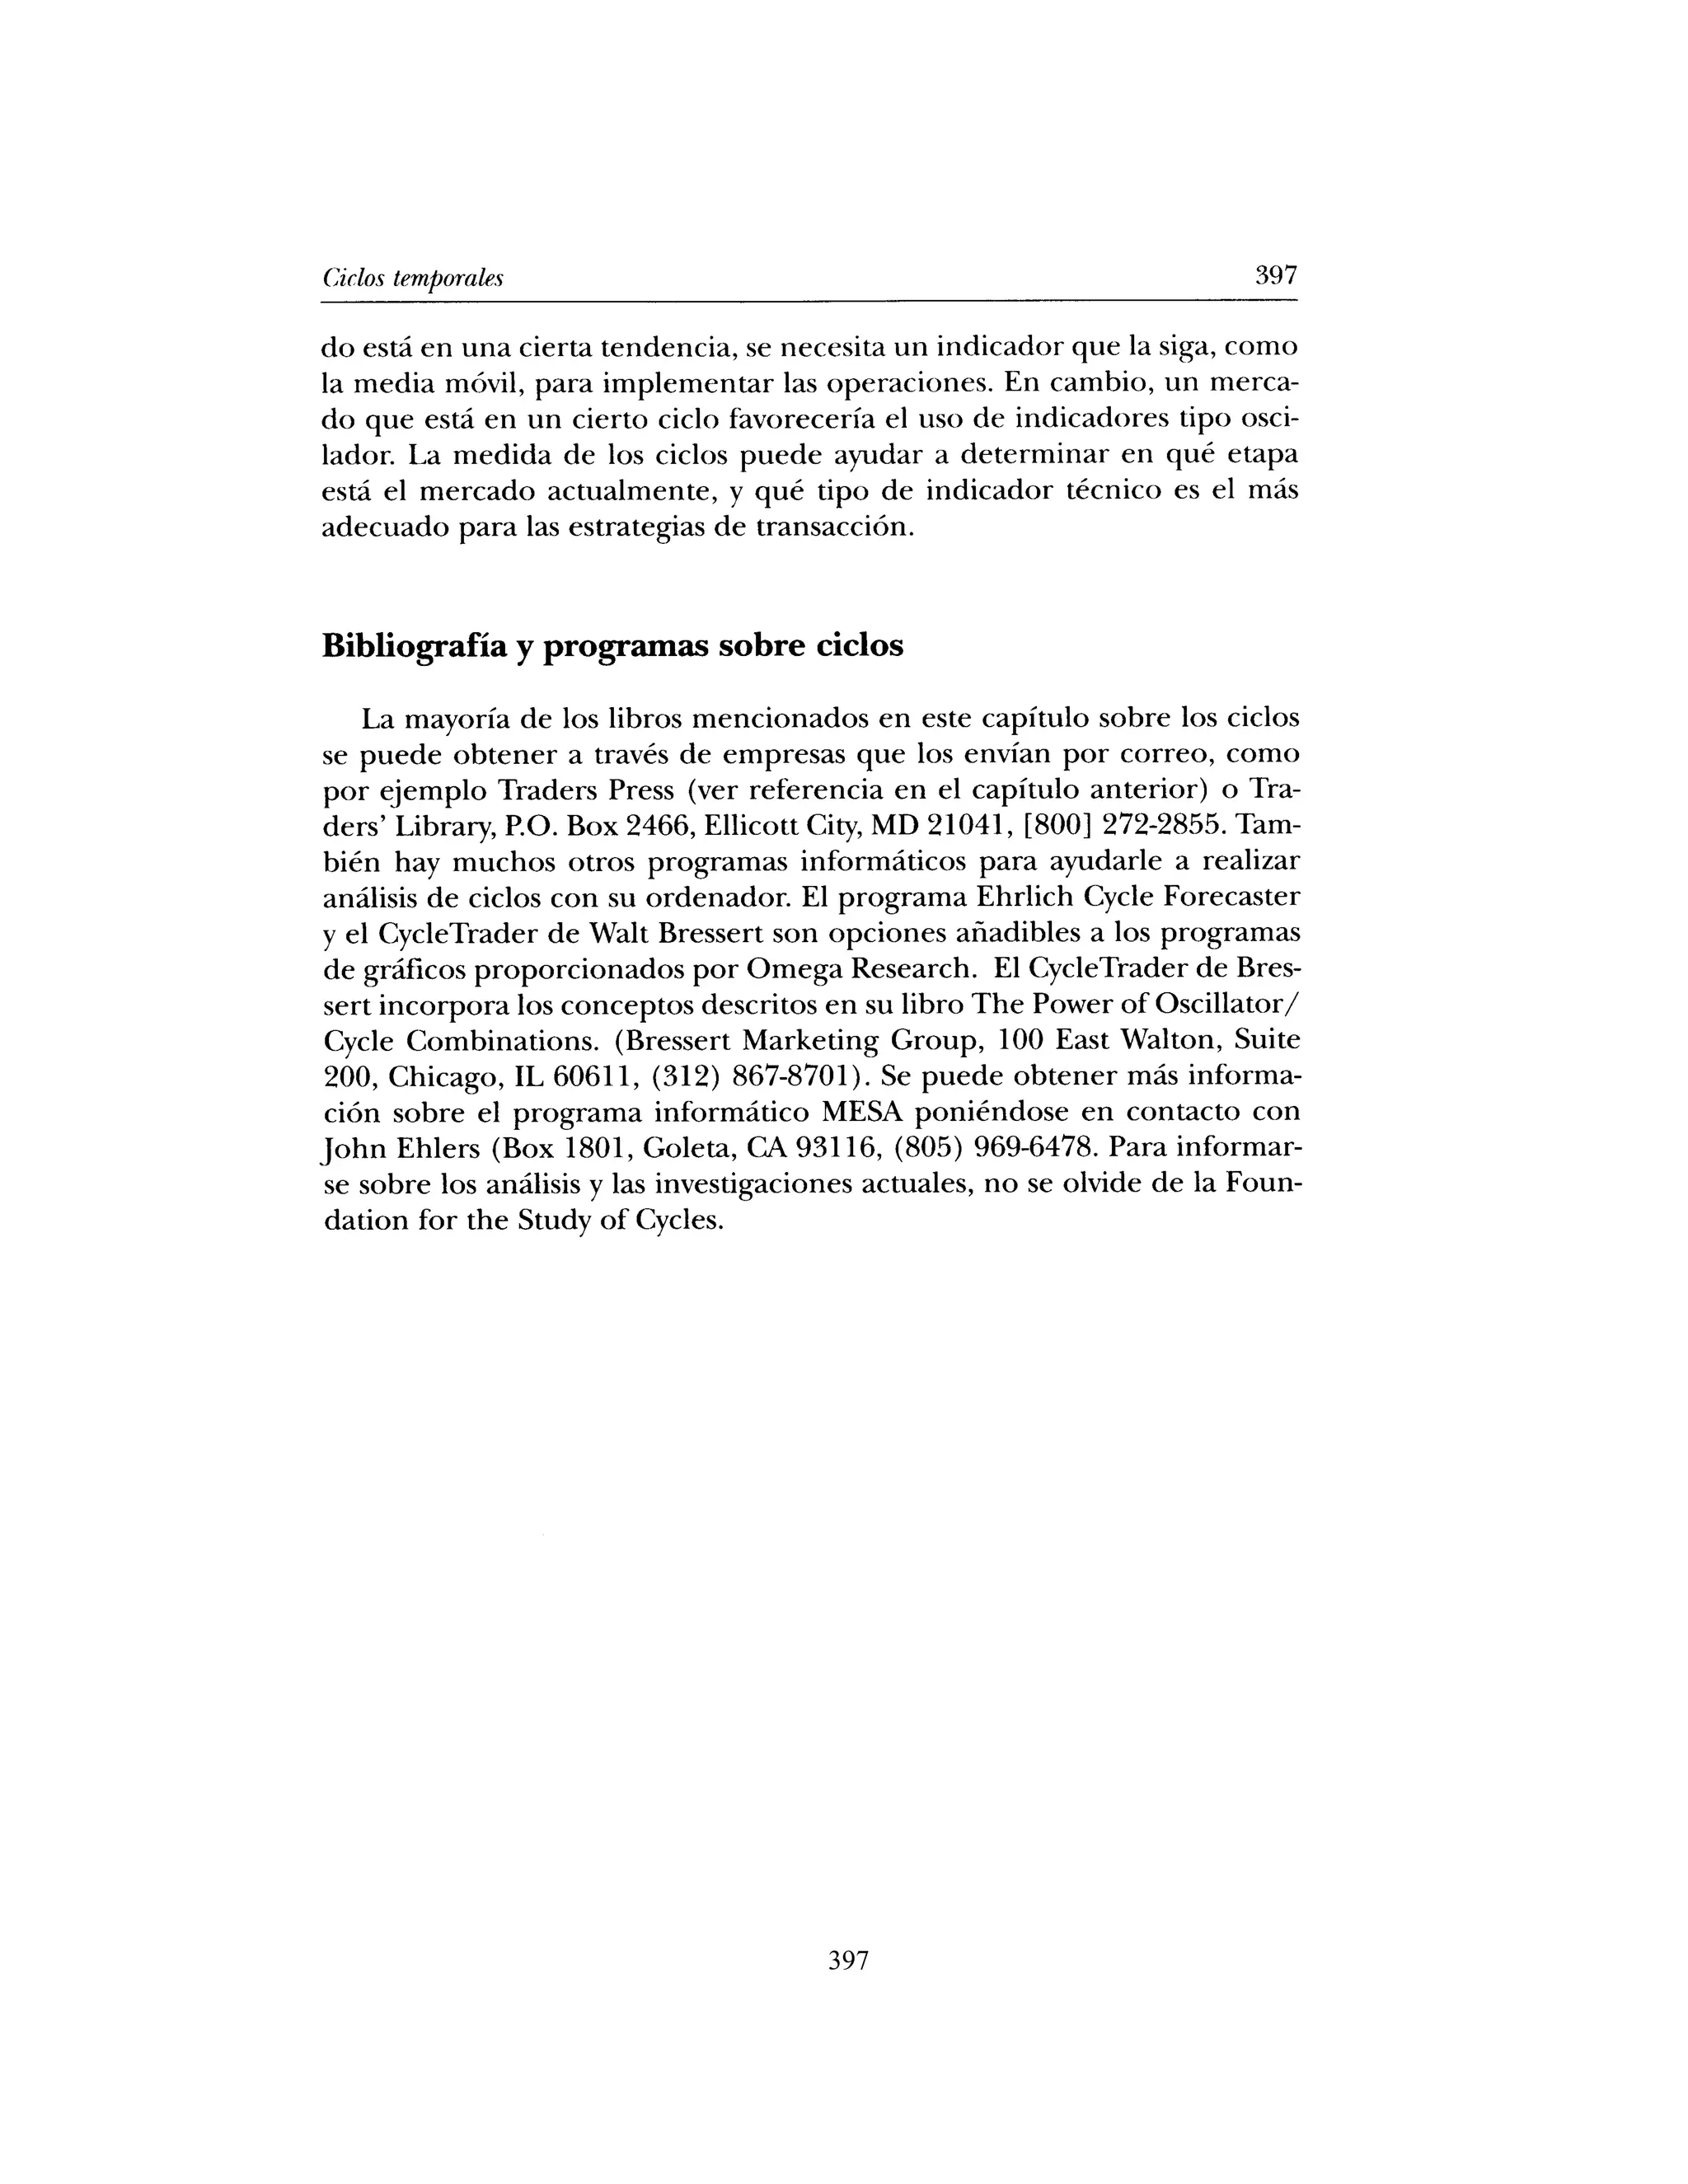 Ciclos temporales 397
do está en una cierta tendencia, se necesita un indicador que la siga, como
la media móvil, para implementar las operaciones. En cambio, un merca-
do que está en un cierto ciclo favorecería el uso de indicadores tipo osci-
lador. La medida de los ciclos puede ayudar a determinar en qué etapa
está el mercado actualmente, y qué tipo de indicador técnico es el más
adecuado para las estrategias de transacción.
Bibliografía y programas sobre ciclos
La mayoría de los libros mencionados en este capítulo sobre los ciclos
se puede obtener a través de empresas que los envían por correo, como
por ejemplo Traders Press (ver referencia en el capítulo anterior) o Tra-
ders’ Library, P.O. Box 2466, Ellicott City, MD 21041, [800] 272-2855. Tam-
bién hay muchos otros programas informáticos para ayudarle a realizar
análisis de ciclos con su ordenador. El programa Ehrlich Cycle Forecaster
y el CycleTrader de Walt Bressert son opciones añadibles a los programas
de gráficos proporcionados por Omega Research. El CycleTrader de Bres-
sert incorpora los conceptos descritos en su libro The Power of Oscillator/
Cycle Combinations. (Bressert Marketing Group, 100 East Walton, Suite
200, Chicago, IL 60611, (312) 867-8701). Se puede obtener más informa-
ción sobre el programa informático MESA poniéndose en contacto con
John Ehlers (Box 1801, Goleta, CA 93116, (805) 969-6478. Para informar-
se sobre los análisis y las investigaciones actuales, no se olvide de la Foun-
dation for the Study of Cycles.
397